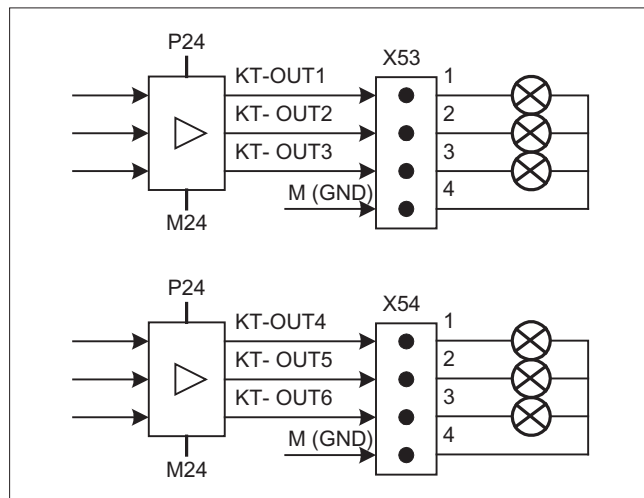 P24
X53
KT-OUT1
1
KT- OUT2
2
KT- OUT3
3
M (GND)
4
M24
P24
X54
KT-OUT4
1
KT- OUT5
2
KT- OUT6
3
M (GND)
4
M24